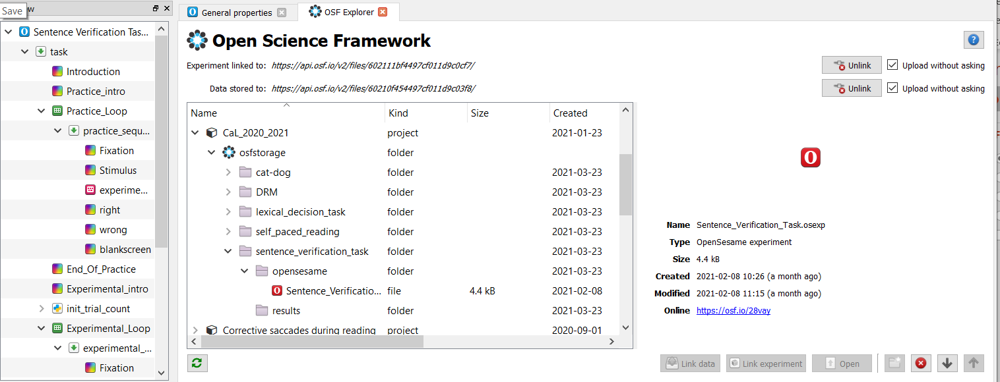 Save
w
Sentence Verification Tas...
task
Introduction
Practice_intro
Practice_Loop
practice_sequ...
Fixation
Stimulus
experime...
right
wrong
blankscreen
End_Of_Practice
Experimental_intro
init_trial_count
Experimental_Loop
experimental_...
Fixation
General properties
OSF Explorer
Open Science Framework
Experiment linked to: https://api.osf.io/v2/files/602111bf4497cf011d9c0cf7/
Unlink Upload without asking
Data stored to: https://api.osf.io/v2/files/60210f454497cf011d9c03f8/
Unlink Upload without asking
Name Kind Size Created
CaL_2020_2021 project 2021-01-23
osfstorage folder
cat-dog folder 2021-03-23
DRM folder 2021-03-23
lexical_decision_task folder 2021-03-23
self_paced_reading folder 2021-03-23
sentence_verification_task folder 2021-03-23
opensesame folder 2021-03-23
Sentence_Verificatio... file 4.4 kB 2021-02-08
results folder 2021-03-23
Corrective saccades during reading project 2020-09-01
Name Sentence_Verification_Task.osexp
Type OpenSesame experiment
Size 4.4 kB
Created 2021-02-08 10:26 (a month ago)
Modified 2021-02-08 11:15 (a month ago)
Online https://osf.io/28vay
Link data Link experiment Open